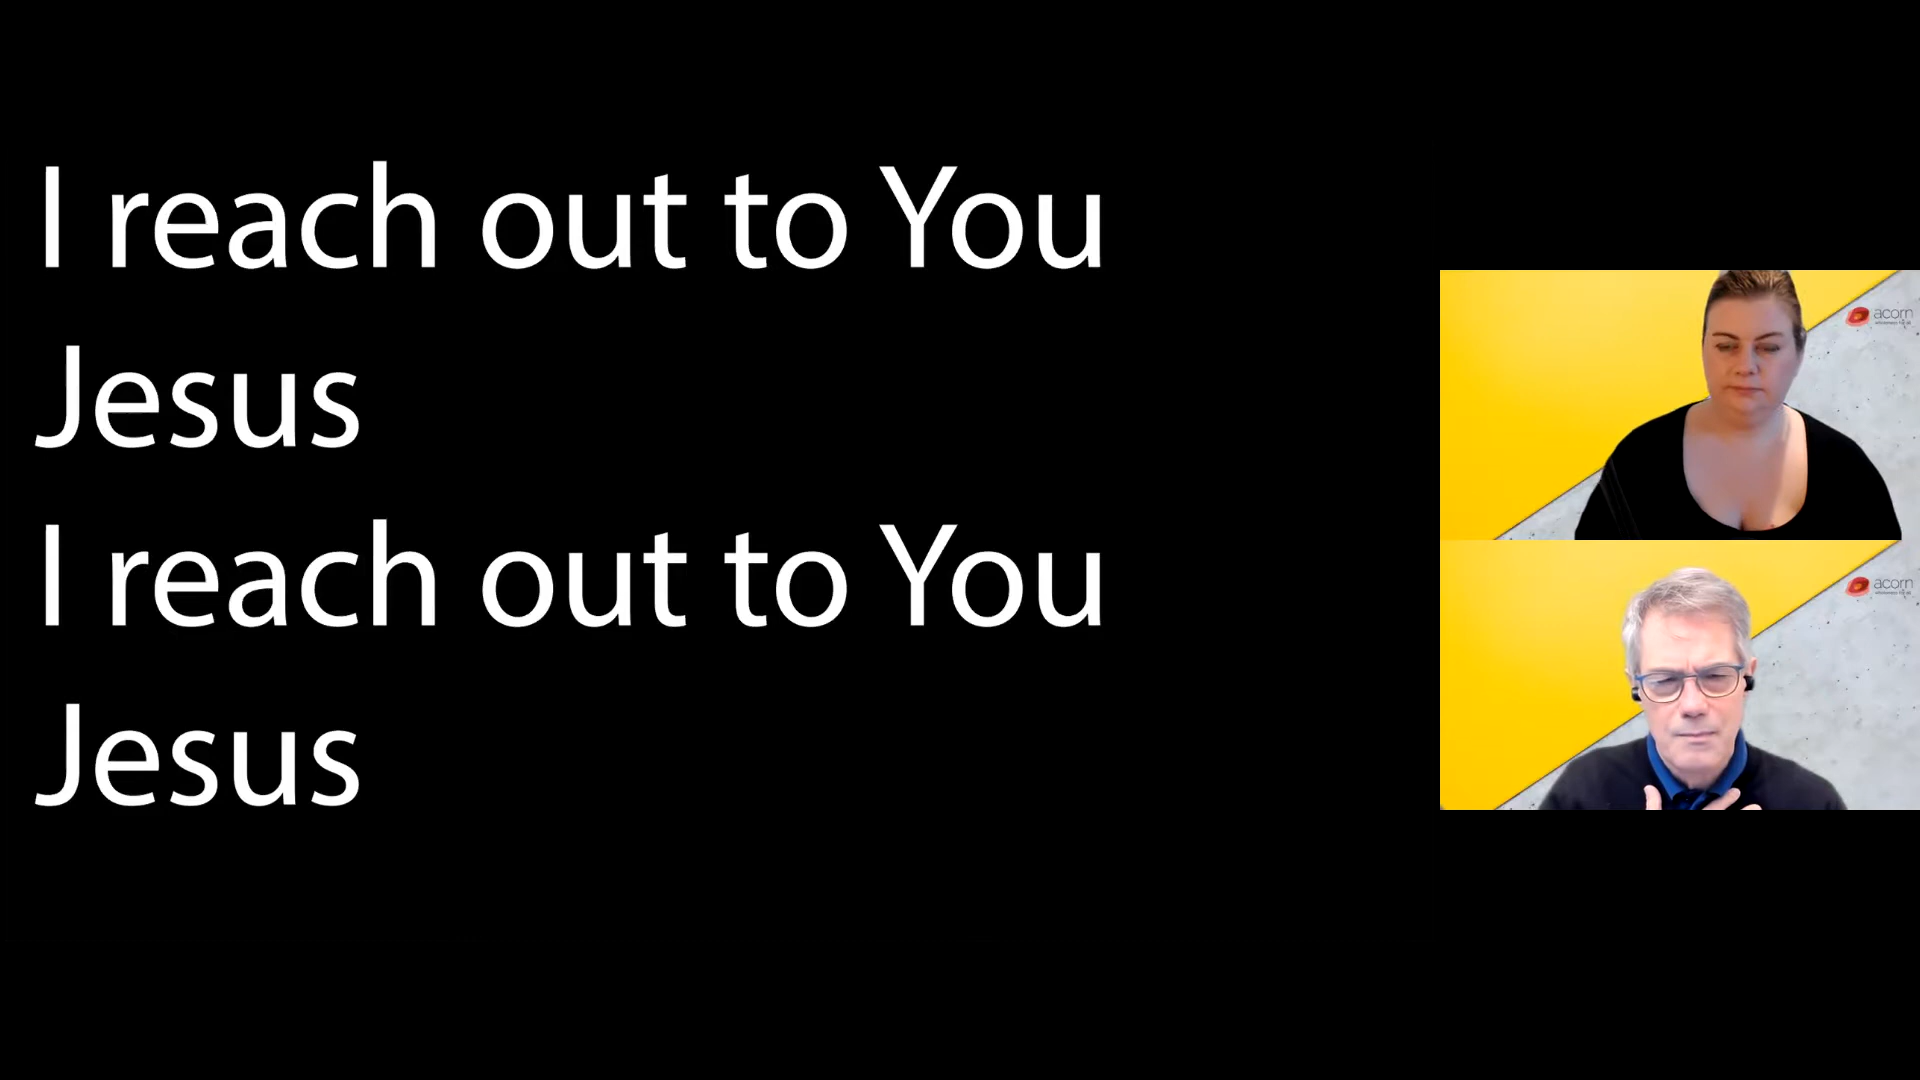 I reach out to You
Jesus
I reach out to You
Jesus
acorn
acorn